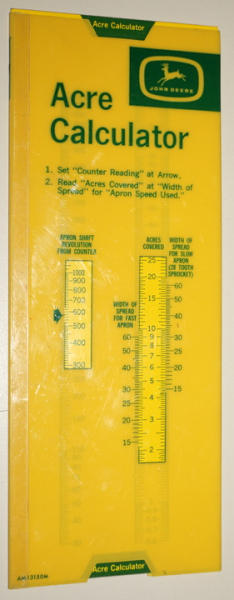 Acre Calculator
JOHN DEERE
Acre
Calculator
1. Set "Counter Reading" at Arrow.
2. Read "Acres Covered" at "Width of
Spread" for "Apron Speed Used."
APRON SHAFT
REVOLUTION
FROM COUNTER
1000
900
800
700
600
500
400
300
ACRES
COVERED
25
20
15
10
9
8
7
6
5
4
3
2
WIDTH OF
SPREAD
FOR SLOW
APRON
(28 TOOTH
SPROCKET)
60
50
40
30
25
20
15
WIDTH OF
SPREAD
FOR FAST
APRON
60
50
40
30
25
20
15
Acre Calculator